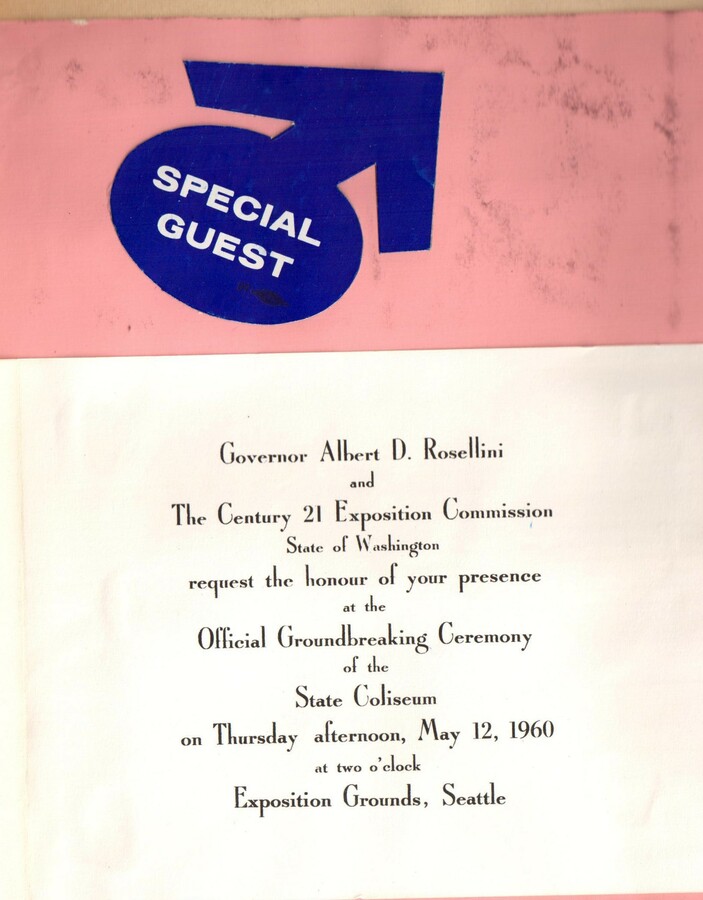 SPECIAL
GUEST
Governor Albert D. Rosellini
and
The Century 21 Exposition Commission
State of Washington
request the honour of your presence
at the
Official Groundbreaking Ceremony
of the
State Coliseum
on Thursday afternoon, May 12, 1960
at two o'clock
Exposition Grounds, Seattle